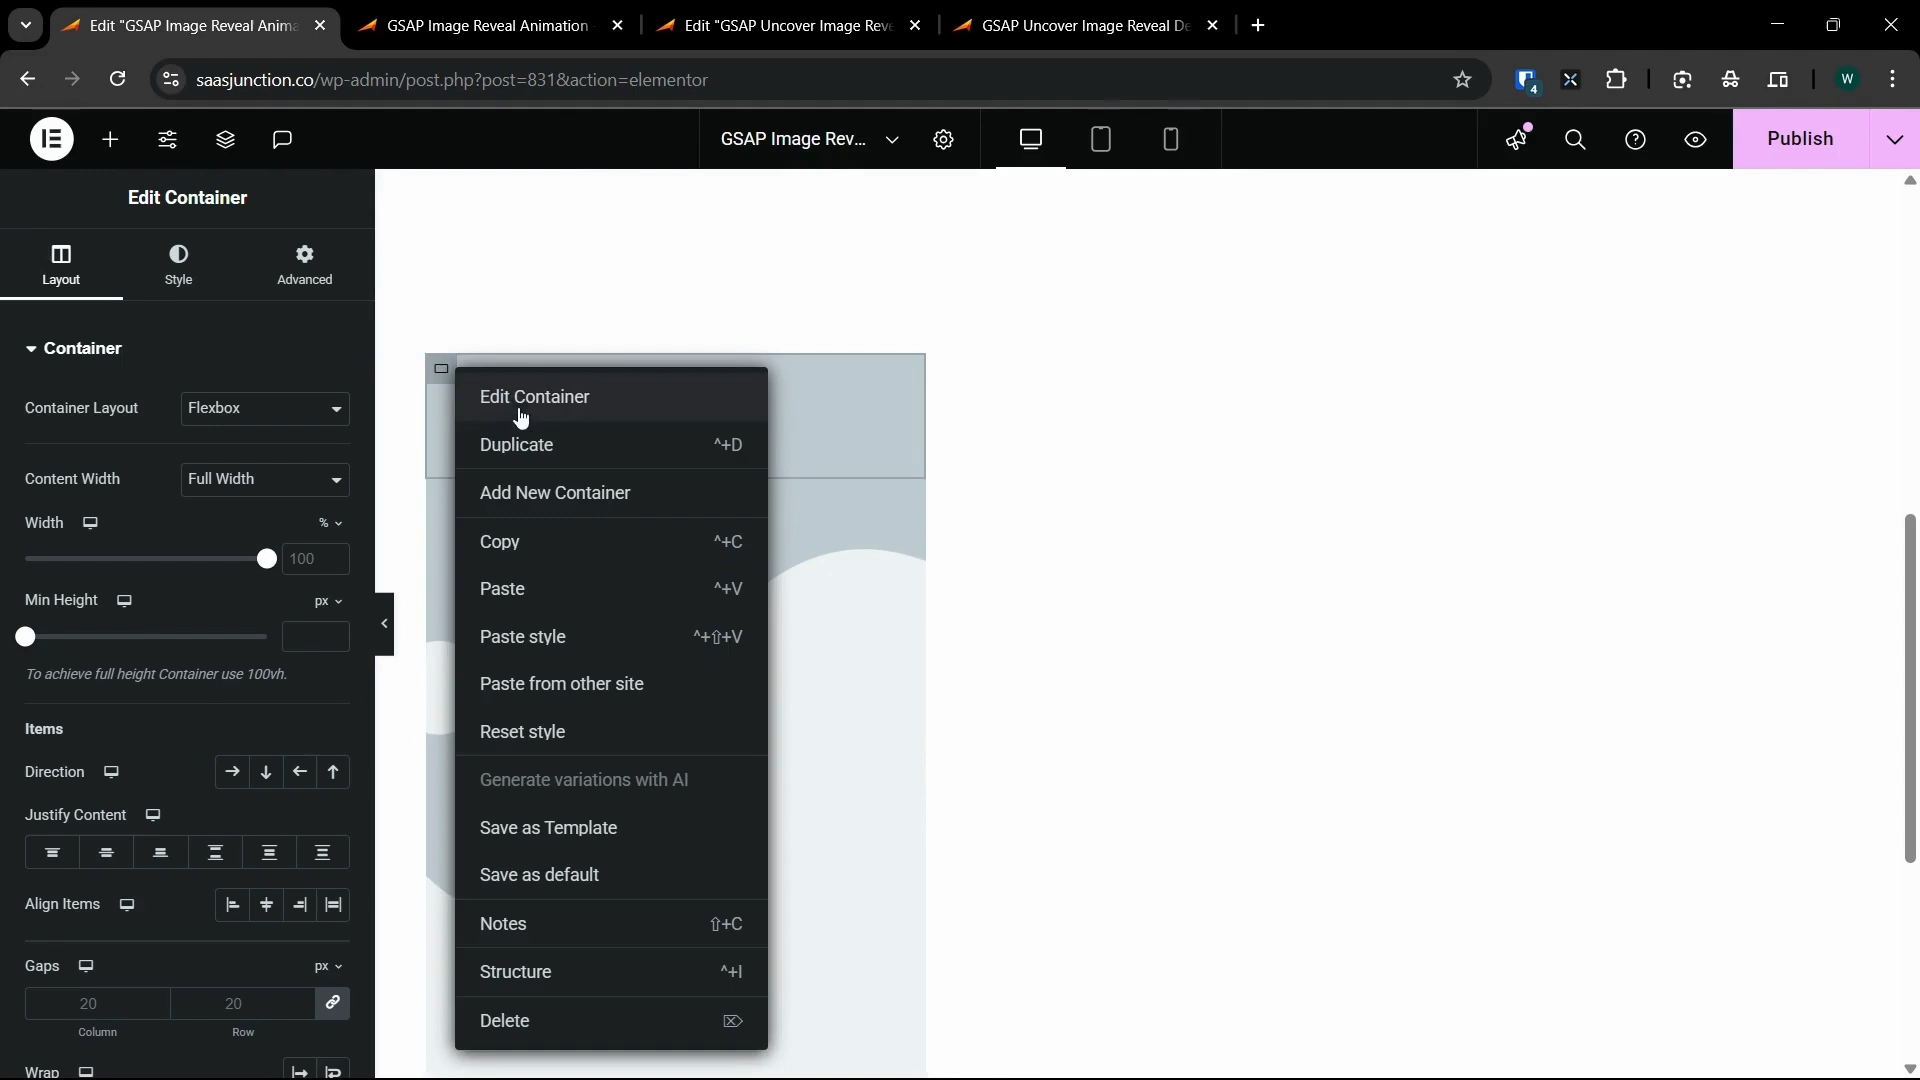 Edit "GSAP Image Reveal Anima
GSAP Image Reveal Animation
Edit "GSAP Uncover Image Reve
GSAP Uncover Image Reveal De
saasjunction.co/wp-admin/post.php?post=831&action=elementor
4
W
GSAP Image Rev...
Publish
Edit Container
Layout
Style
Advanced
Container
Container Layout
Flexbox
Content Width
Full Width
Width
%
100
Min Height
px
To achieve full height Container use 100vh.
Items
Direction
Justify Content
Align Items
Gaps
px
20
20
Column
Row
Wrap
Edit Container
Duplicate ^+D
Add New Container
Copy ^+C
Paste ^+V
Paste style ^+⇧+V
Paste from other site
Reset style
Generate variations with AI
Save as Template
Save as default
Notes ⇧+C
Structure ^+I
Delete ⌦